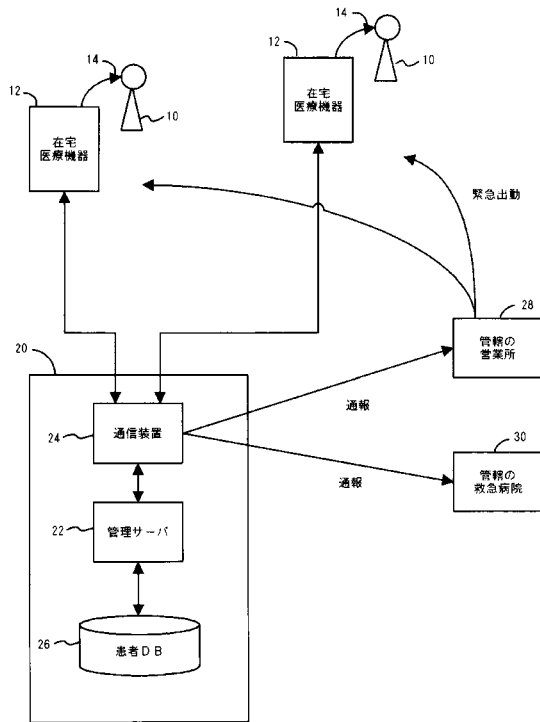 14
12
10
在宅
医療機器
14
12
10
在宅
医療機器
緊急出動
28
管轄の
営業所
20
通報
24
通信装置
30
管轄の
救急病院
通報
22
管理サーバ
26
患者DB